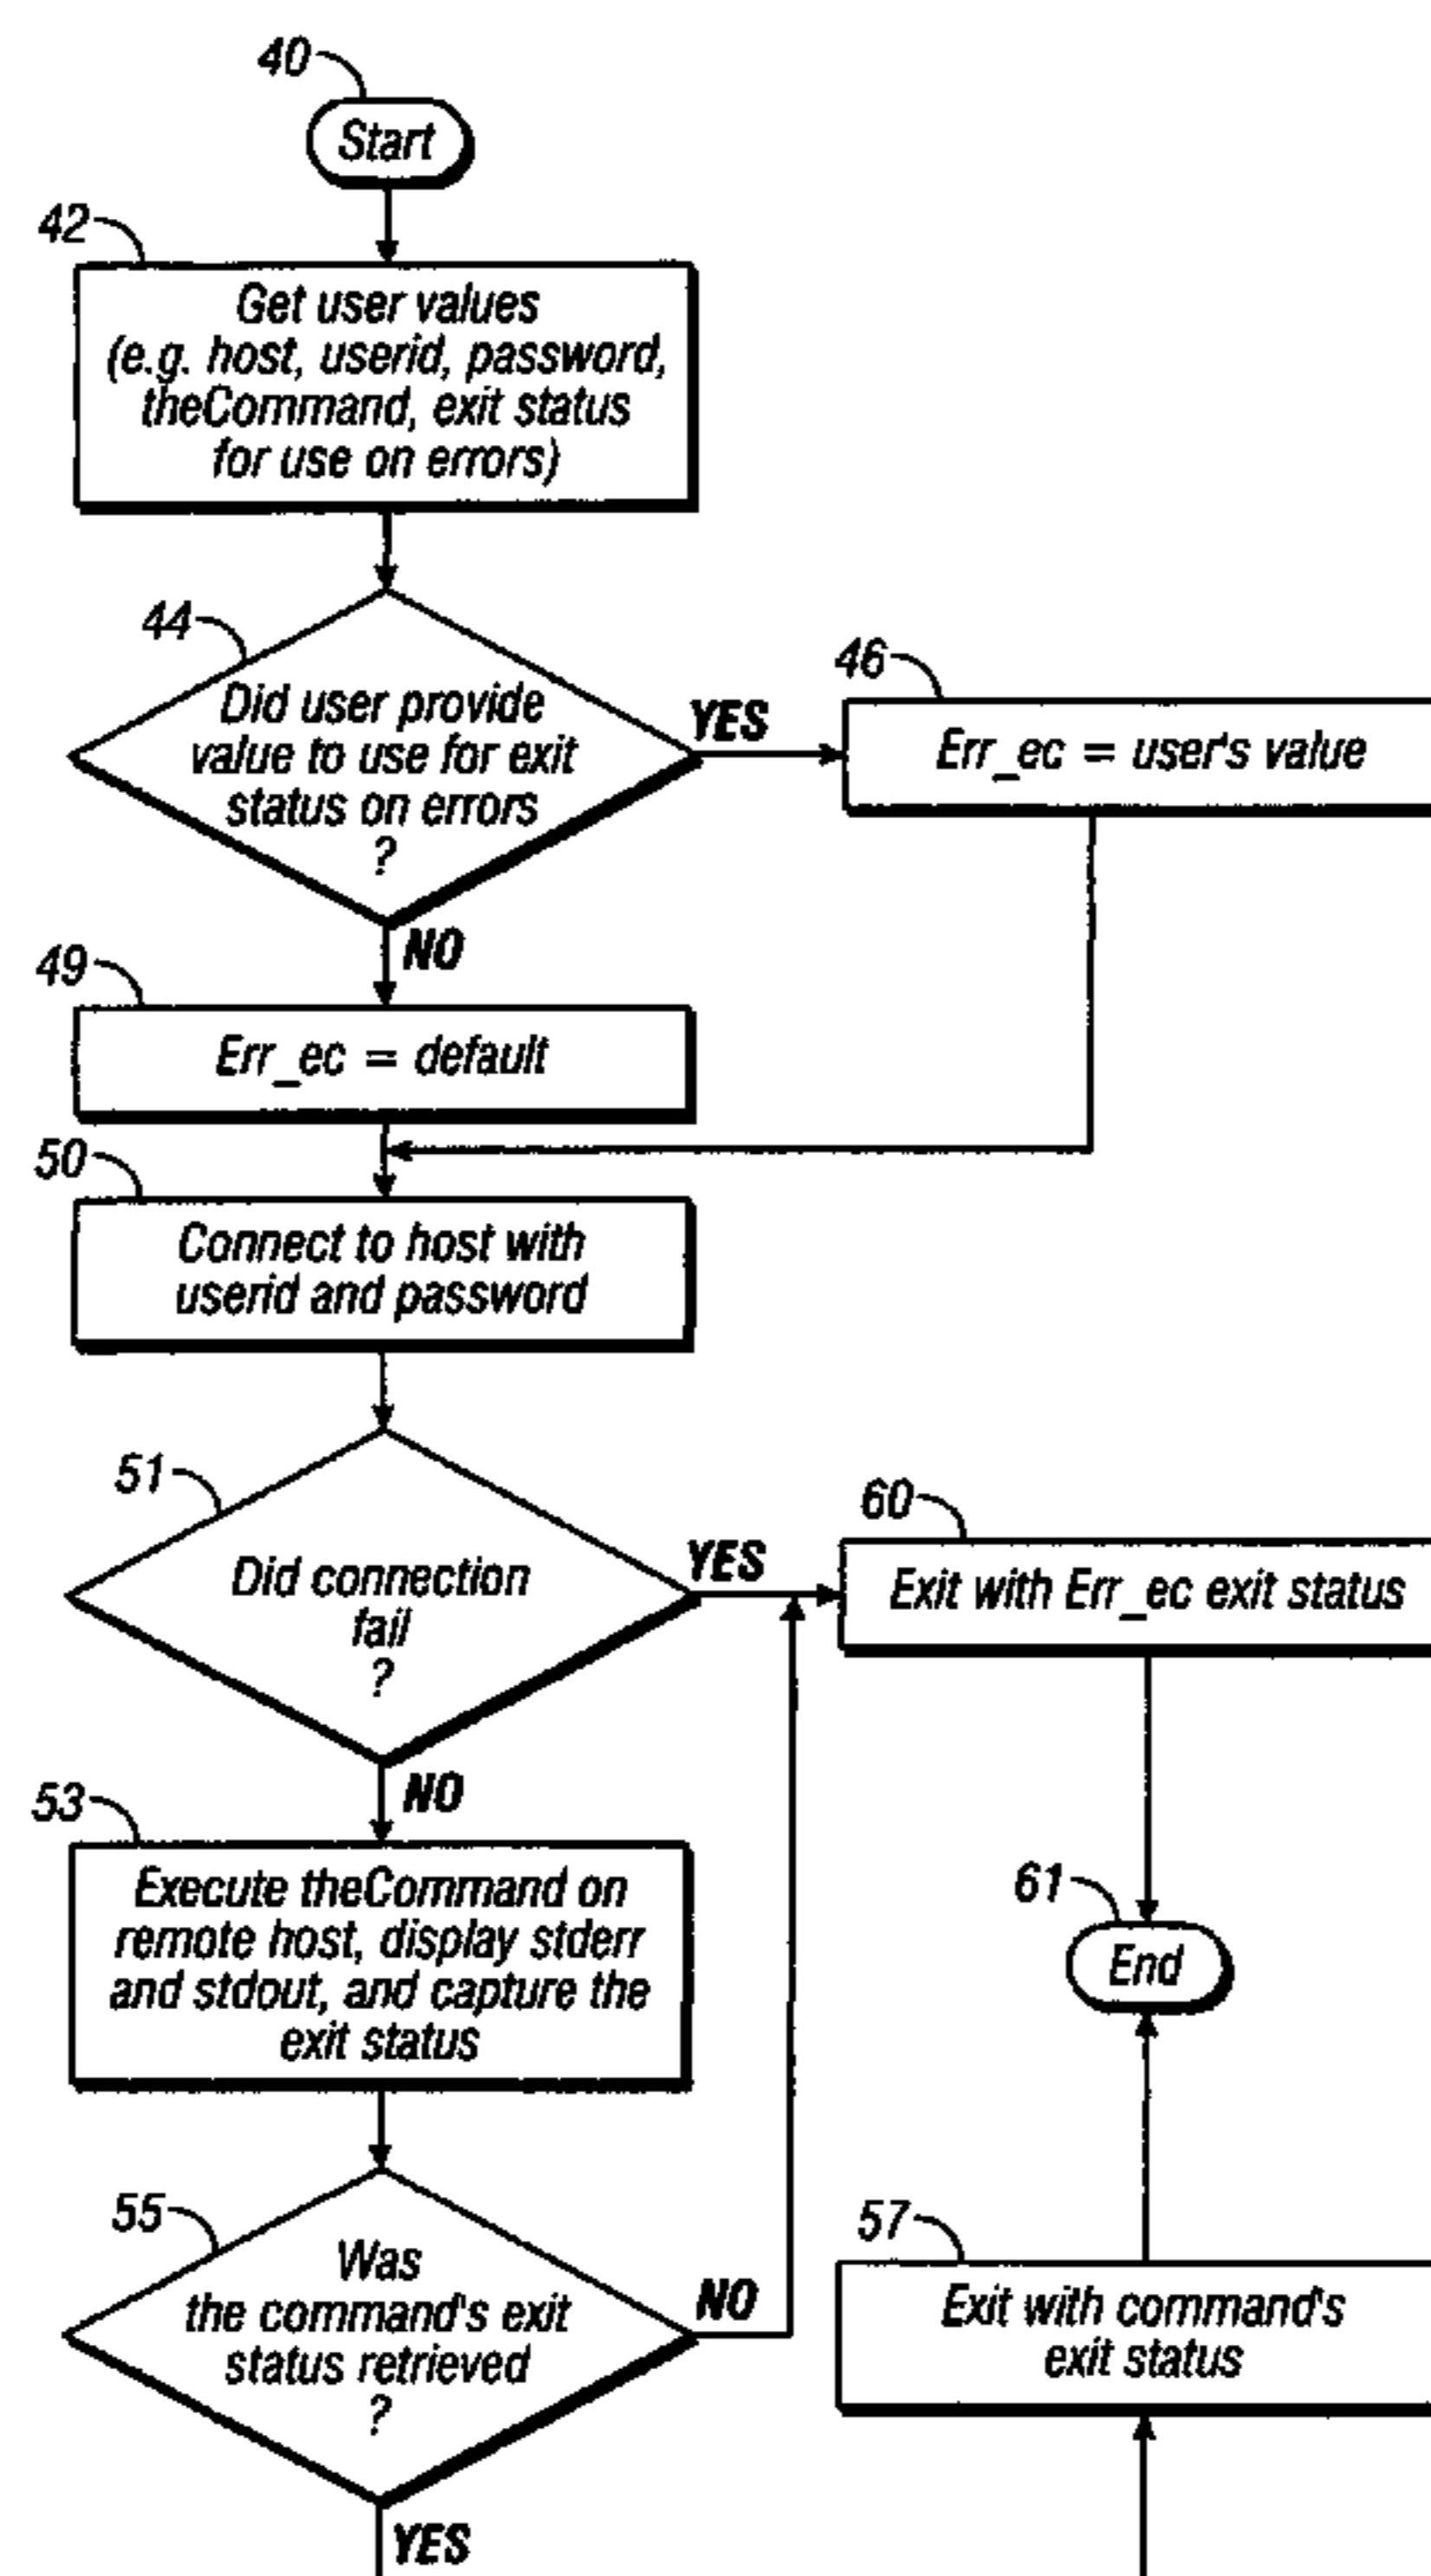 40
Start
42
Get user values
(e.g. host, userid, password,
theCommand, exit status
for use on errors)
44
Did user provide
value to use for exit
status on errors
?
YES
46
Err_ec = user's value
NO
49
Err_ec = default
50
Connect to host with
userid and password
51
Did connection
fail
?
YES
60
Exit with Err_ec exit status
NO
53
Execute theCommand on
remote host, display stderr
and stdout, and capture the
exit status
61
End
55
Was
the command's exit
status retrieved
?
NO
57
Exit with command's
exit status
YES